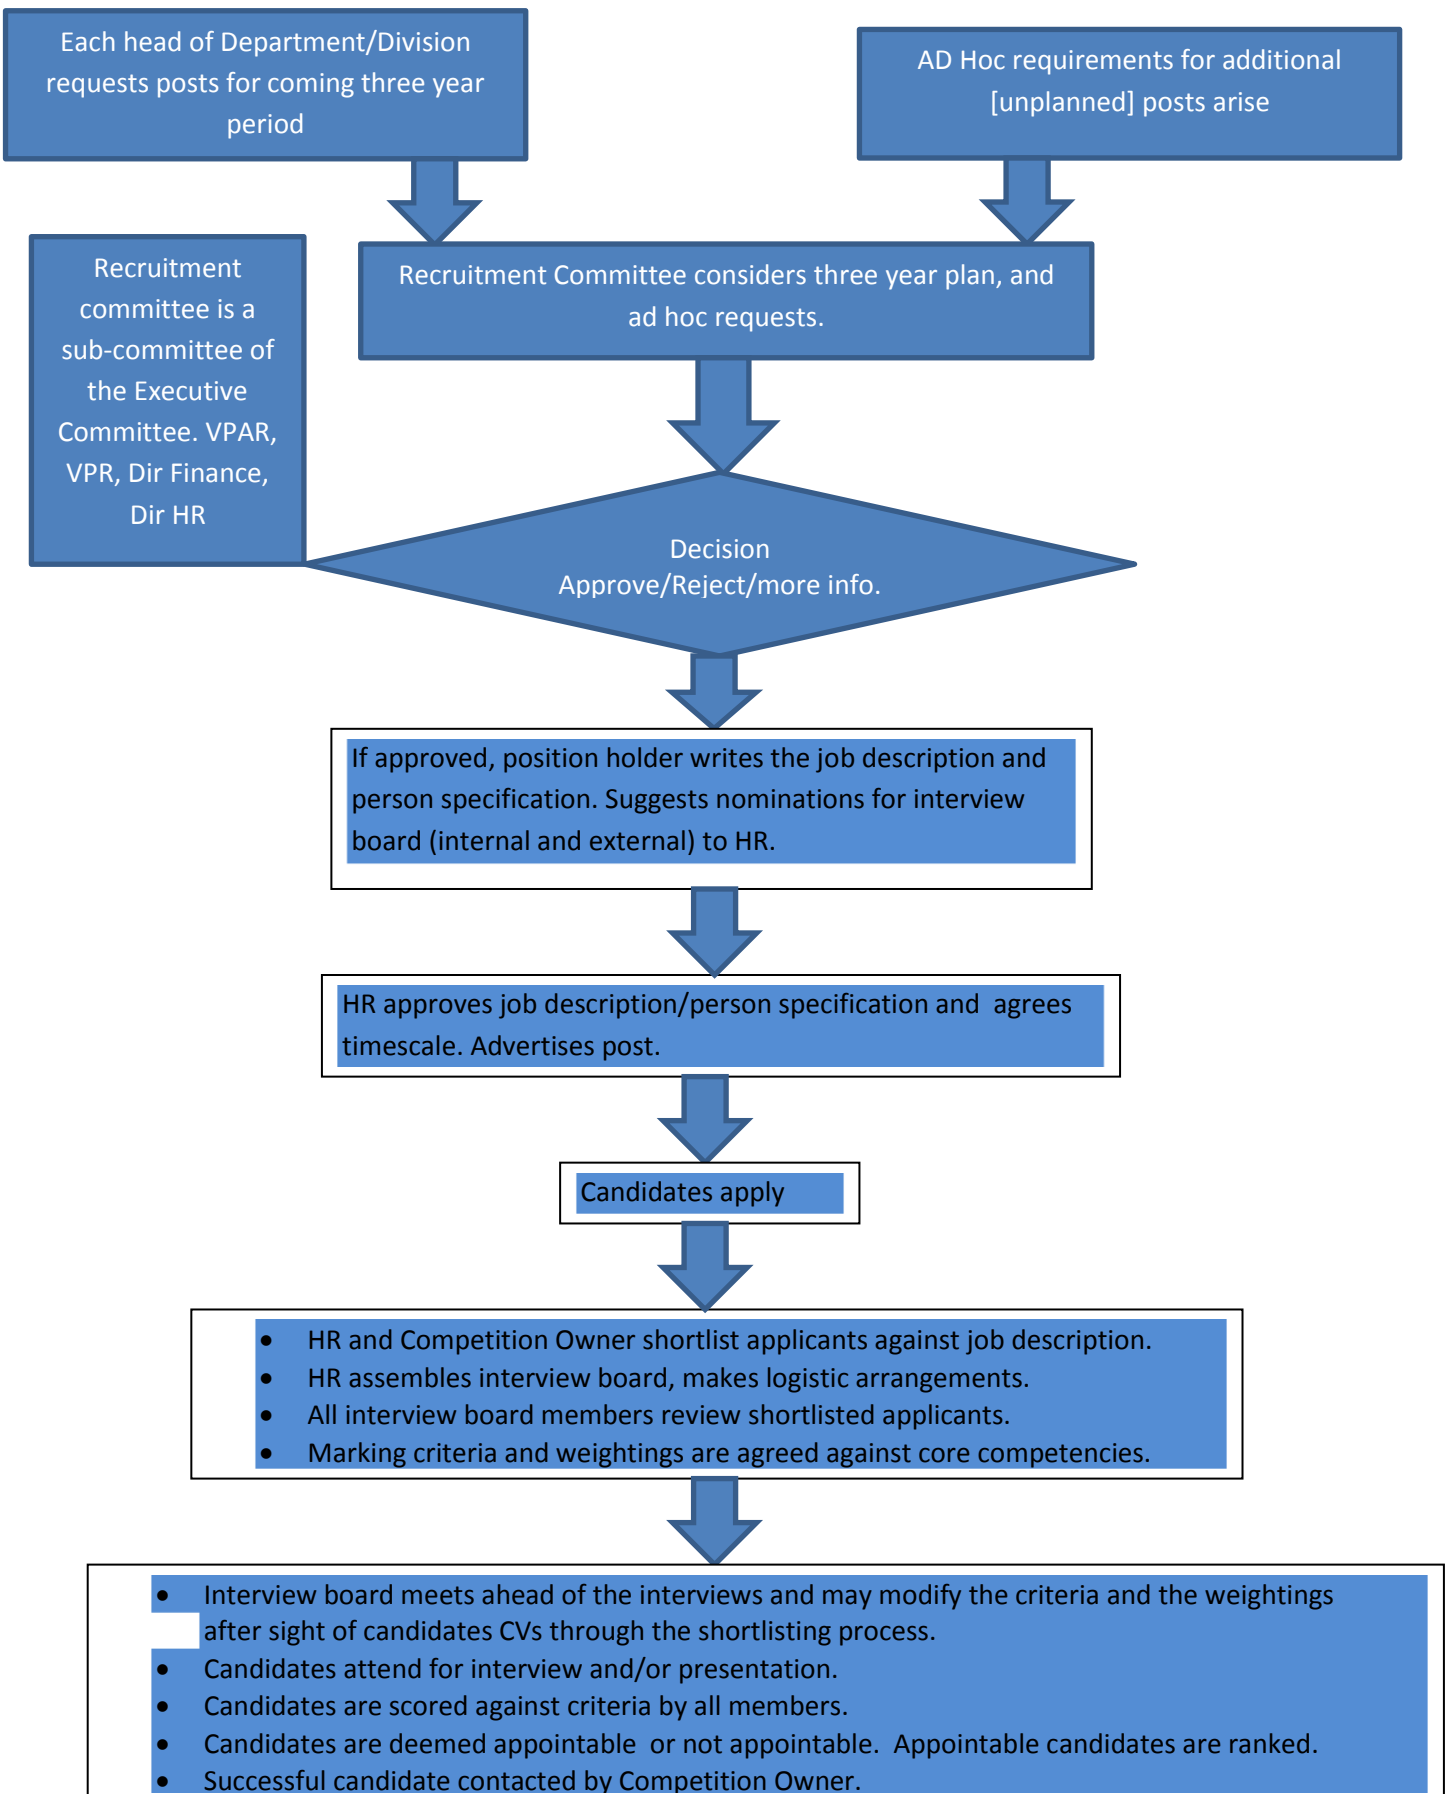 Each head of Department/Division
requests posts for coming three year
period
AD Hoc requirements for additional
[unplanned] posts arise
Recruitment
committee is a
sub-committee of
the Executive
Committee. VPAR,
VPR, Dir Finance,
Dir HR
Recruitment Committee considers three year plan, and
ad hoc requests.
Decision
Approve/Reject/more info.
If approved, position holder writes the job description and
person specification. Suggests nominations for interview
board (internal and external) to HR.
HR approves job description/person specification and  agrees
timescale. Advertises post.
Candidates apply
• HR and Competition Owner shortlist applicants against job description.
• HR assembles interview board, makes logistic arrangements.
• All interview board members review shortlisted applicants.
• Marking criteria and weightings are agreed against core competencies.
• Interview board meets ahead of the interviews and may modify the criteria and the weightings
after sight of candidates CVs through the shortlisting process.
• Candidates attend for interview and/or presentation.
• Candidates are scored against criteria by all members.
• Candidates are deemed appointable  or not appointable.  Appointable candidates are ranked.
• Successful candidate contacted by Competition Owner.